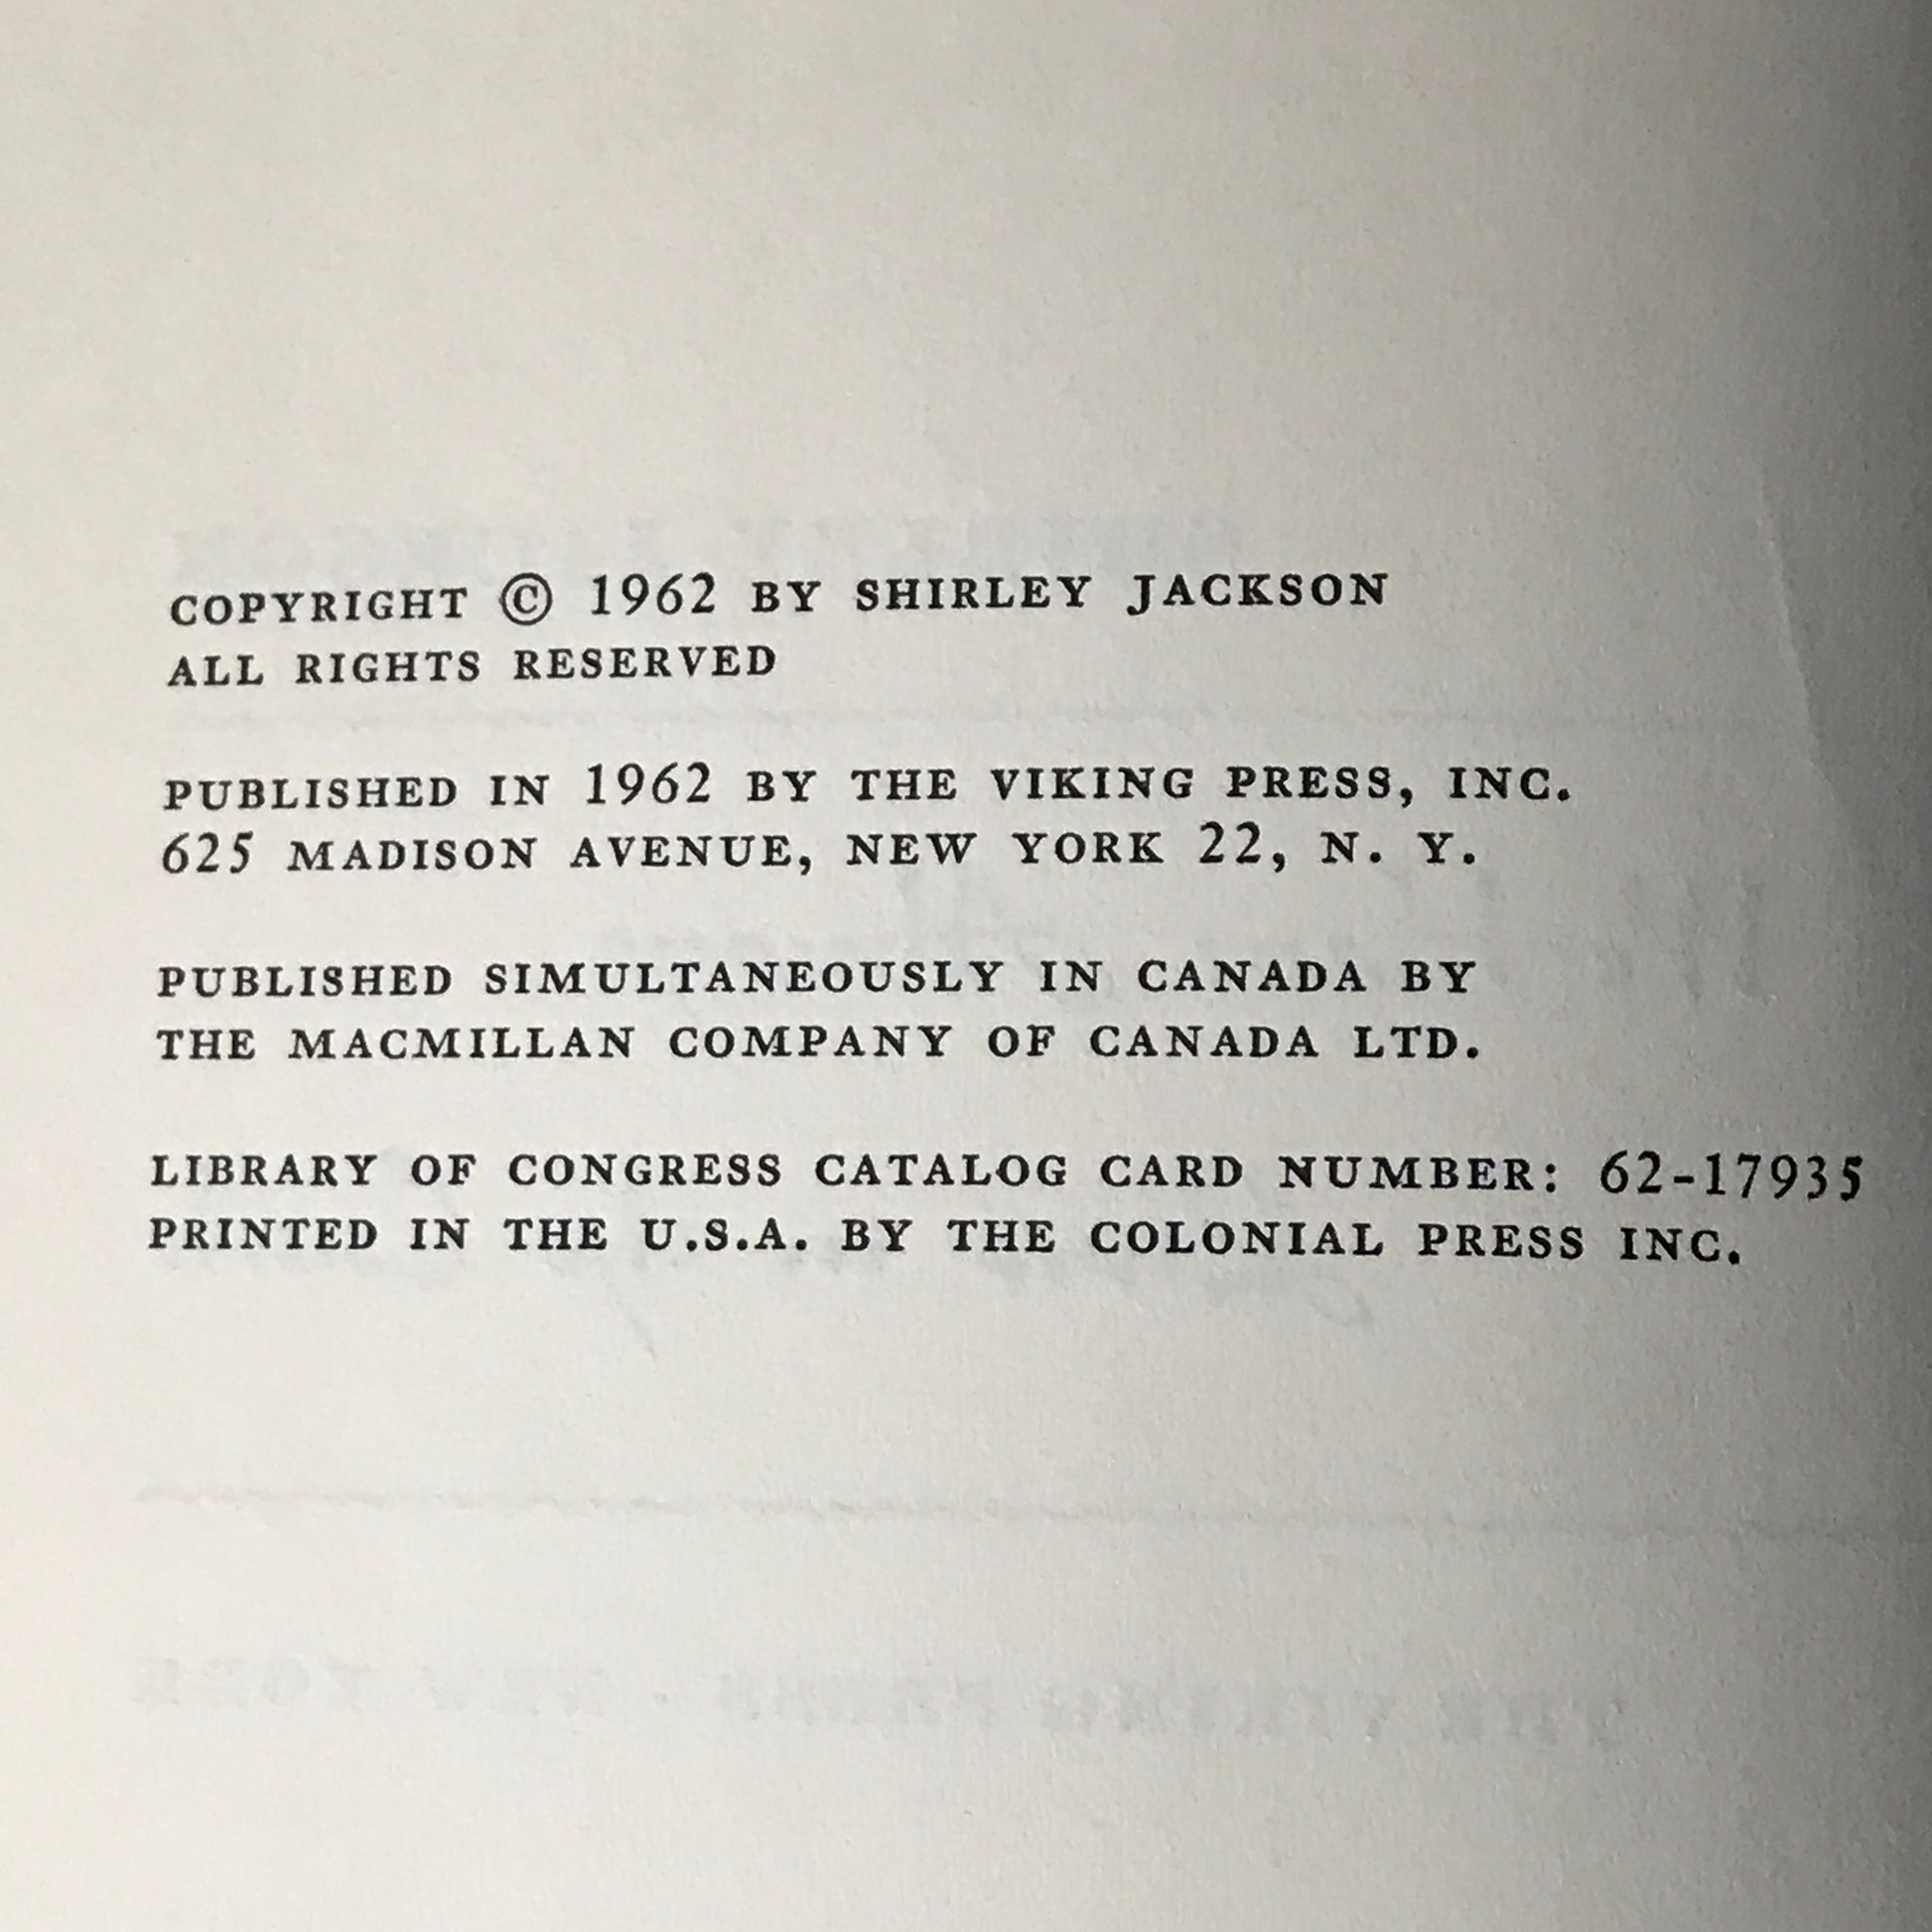 COPYRIGHT © 1962 BY SHIRLEY JACKSON
ALL RIGHTS RESERVED
PUBLISHED IN 1962 BY THE VIKING PRESS, INC.
625 MADISON AVENUE, NEW YORK 22, N. Y.
PUBLISHED SIMULTANEOUSLY IN CANADA BY
THE MACMILLAN COMPANY OF CANADA LTD.
LIBRARY OF CONGRESS CATALOG CARD NUMBER: 62-17935
PRINTED IN THE U.S.A. BY THE COLONIAL PRESS INC.